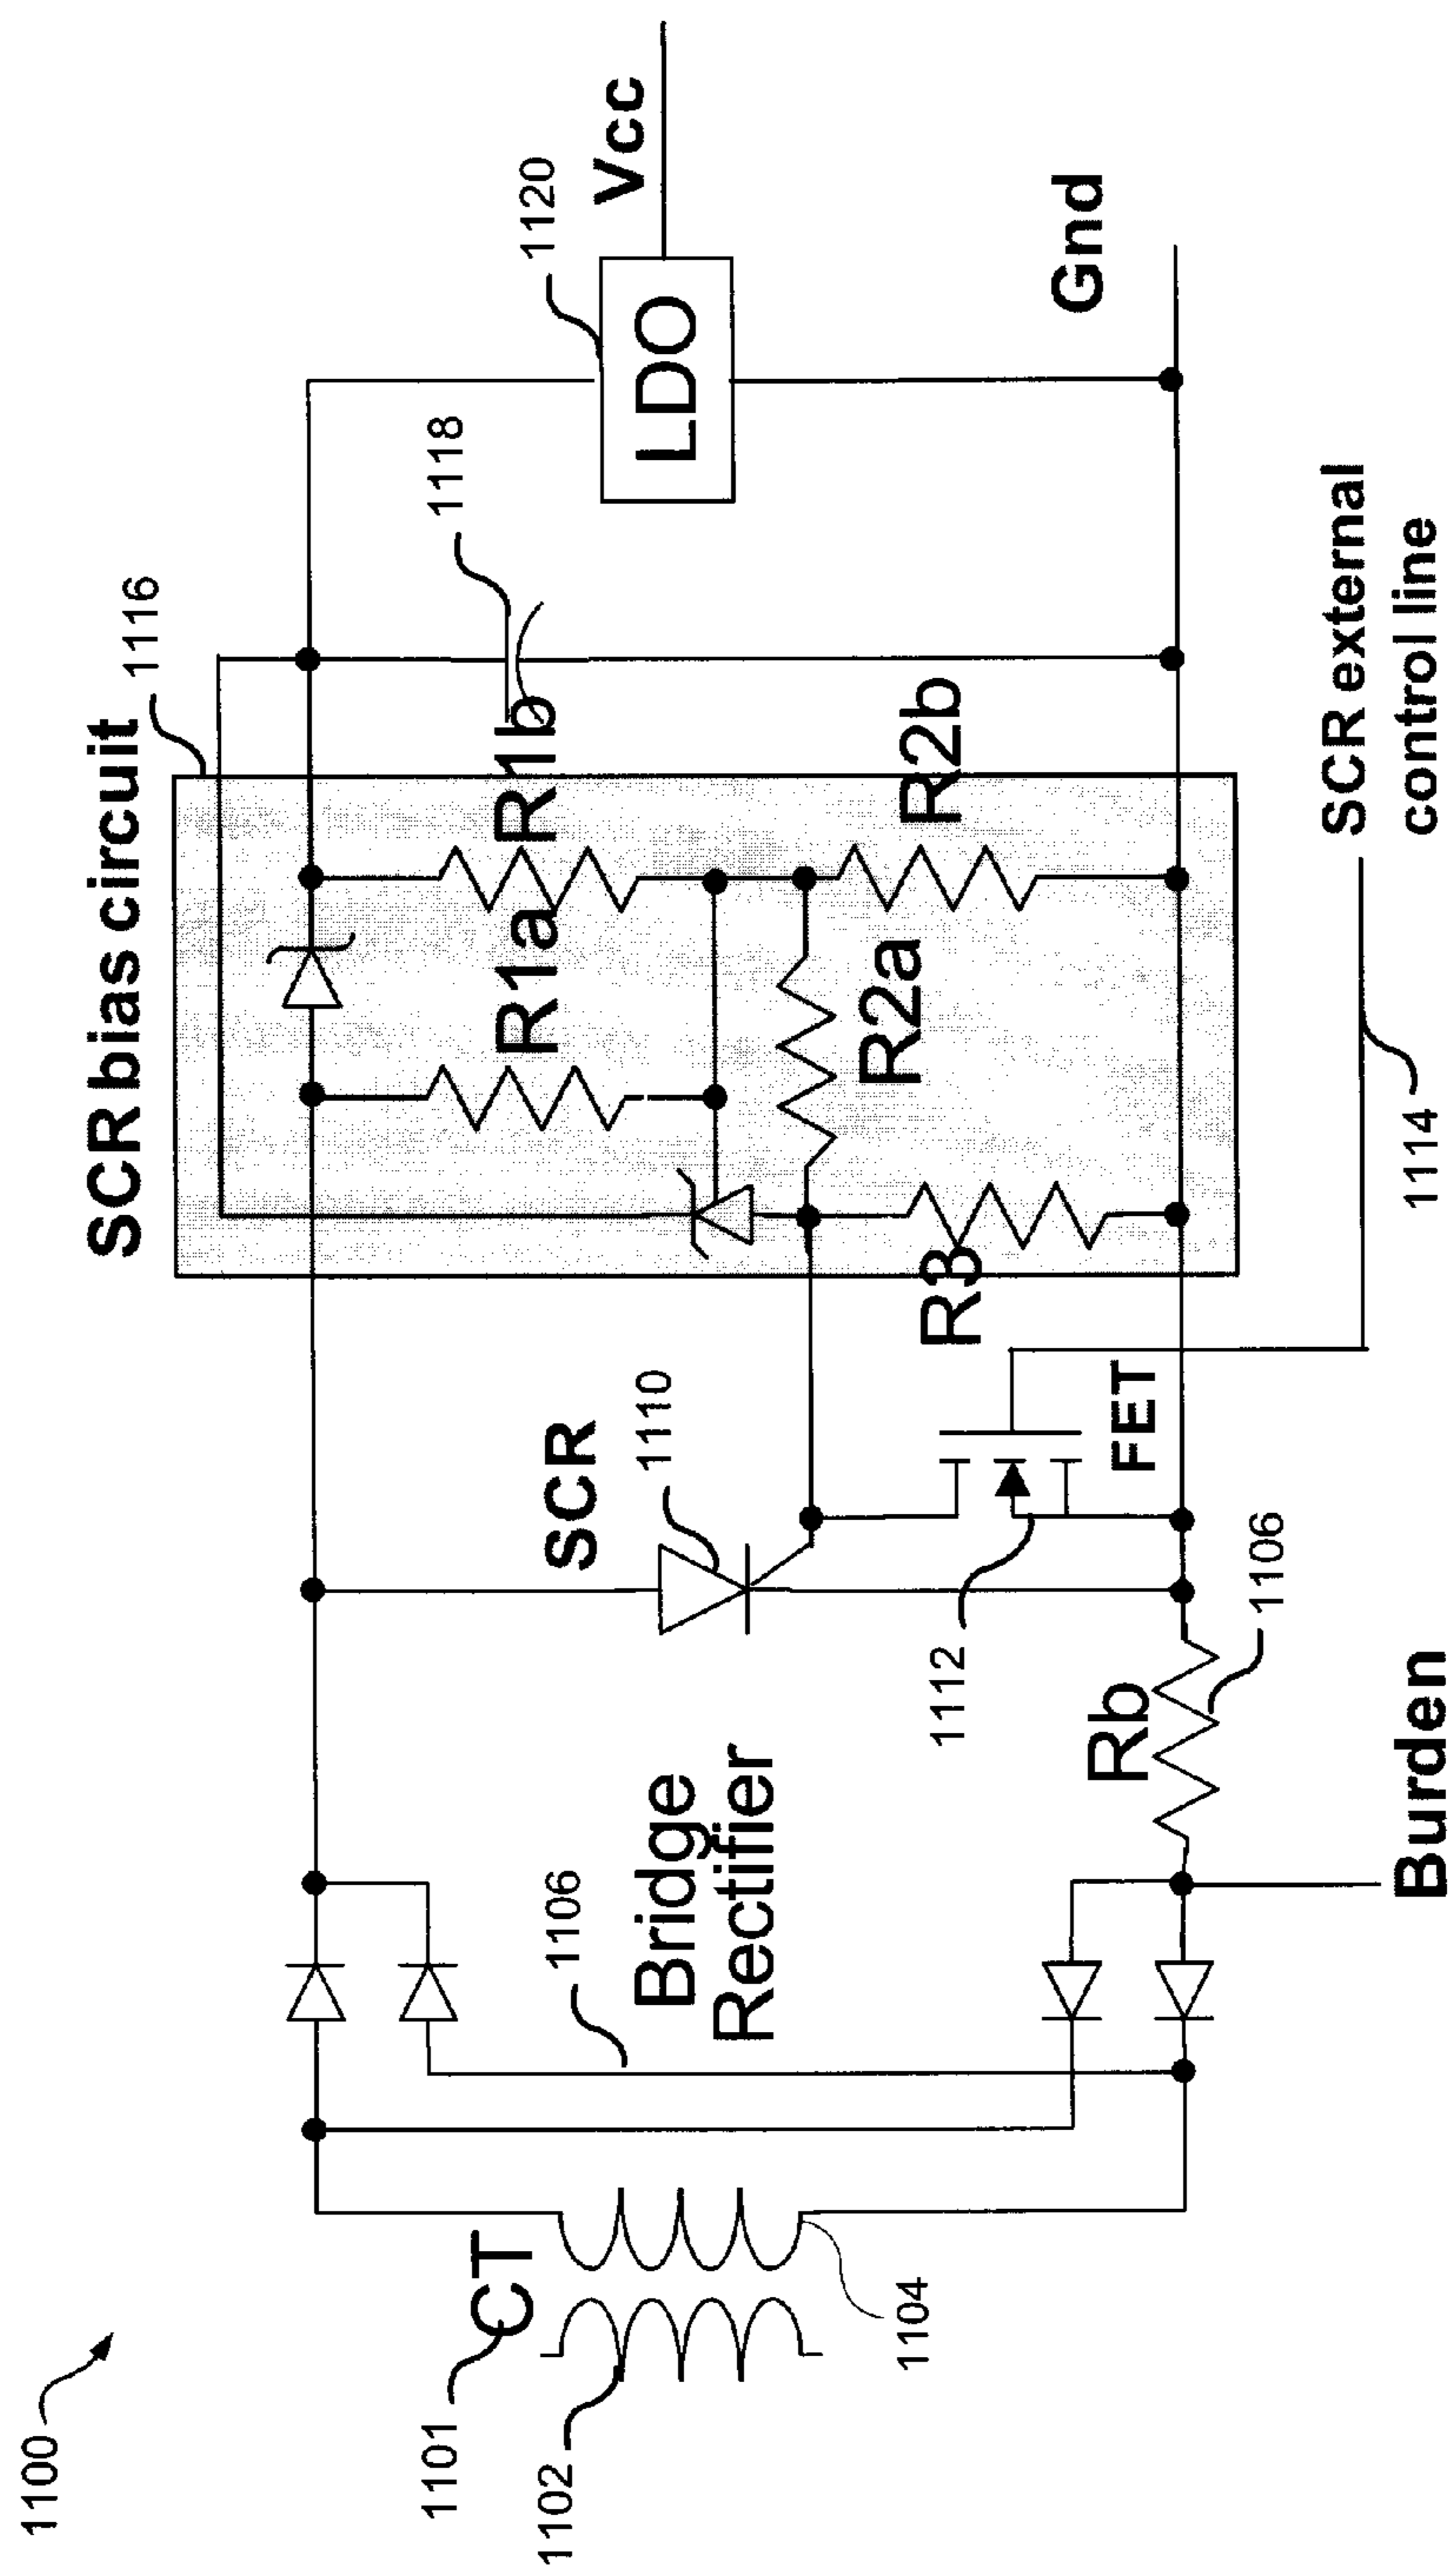 1100
SCR bias circuit
1116
1101
CT
1102
1104
1106
Bridge
Rectifier
SCR
1110
R1a
R1b
1118
1120
LDO
Vcc
R2a
R2b
R3
1112
FET
Rb
1106
Gnd
Burden
1114
SCR external
control line